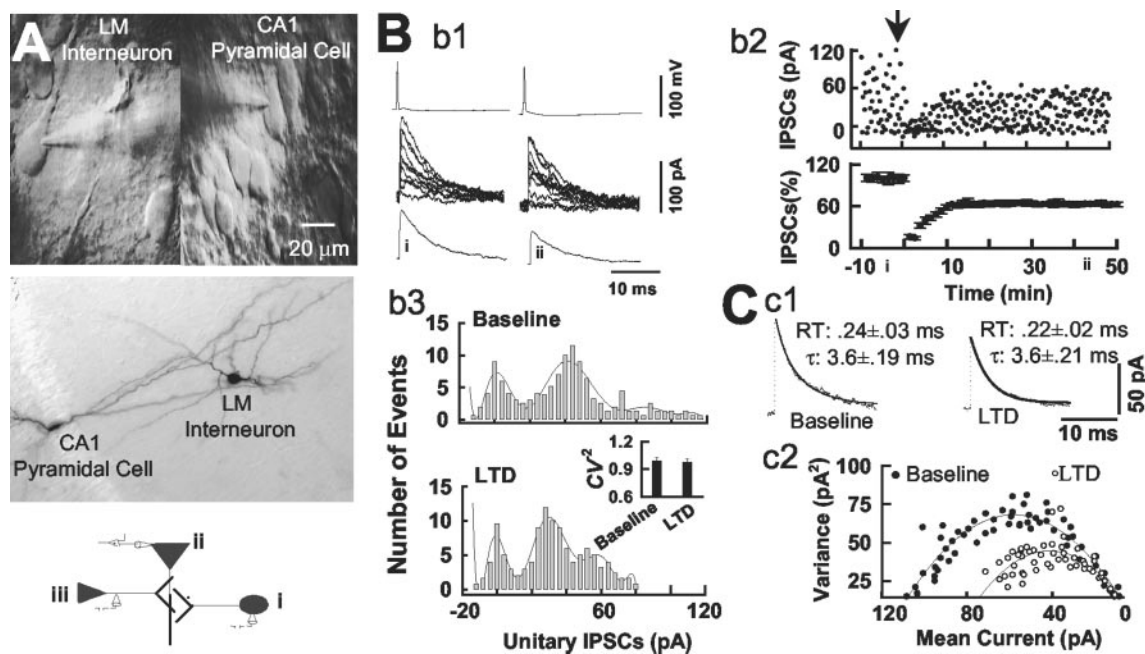 A
LM
Interneuron
CA1
Pyramidal Cell
20 µm
LM
Interneuron
CA1
Pyramidal Cell
ii
iii
i
B
b1
100 mV
100 pA
i
ii
10 ms
b2
IPSCs (pA)
120
60
0
IPSCs(%)
120
60
0
-10
i
10
30
ii
50
Time (min)
b3
Number of Events
15
Baseline
10
5
0
CV-2
1.2
0.9
0.6
Baseline
LTD
15
LTD
10
5
0
-20
60
120
Unitary IPSCs (pA)
C
c1
RT: .24±.03 ms
τ: 3.6±.19 ms
Baseline
RT: .22±.02 ms
τ: 3.6±.21 ms
LTD
50 pA
10 ms
c2
Variance (pA2)
100
75
50
25
Baseline
LTD
120
80
40
0
Mean Current (pA)